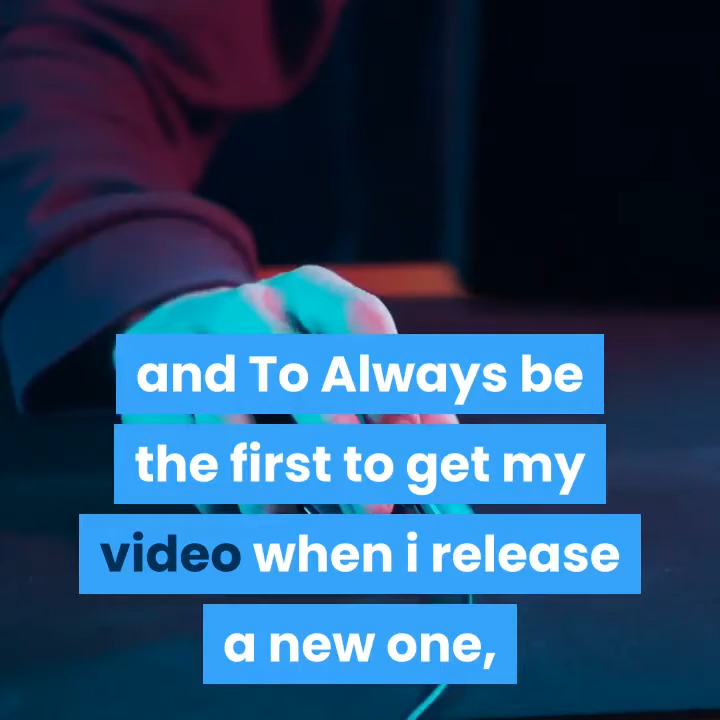 and To Always be
the first to get my
video when i release
a new one,